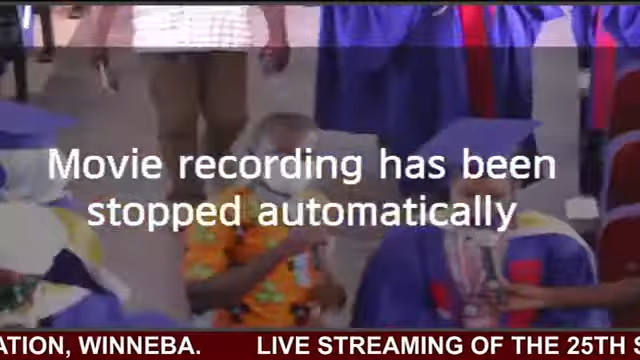 Movie recording has been
stopped automatically
ATION, WINNEBA. LIVE STREAMING OF THE 25TH S